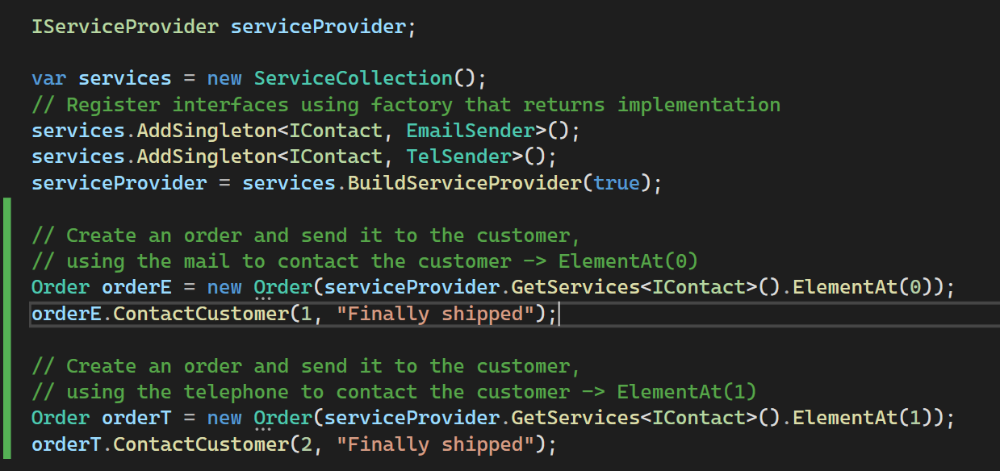 IServiceProvider serviceProvider;
var services = new ServiceCollection();
// Register interfaces using factory that returns implementation
services.AddSingleton<IContact, EmailSender>();
services.AddSingleton<IContact, TelSender>();
serviceProvider = services.BuildServiceProvider(true);
// Create an order and send it to the customer,
// using the mail to contact the customer -> ElementAt(0)
Order orderE = new Order(serviceProvider.GetServices<IContact>().ElementAt(0));
orderE.ContactCustomer(1, "Finally shipped");
// Create an order and send it to the customer,
// using the telephone to contact the customer -> ElementAt(1)
Order orderT = new Order(serviceProvider.GetServices<IContact>().ElementAt(1));
orderT.ContactCustomer(2, "Finally shipped");